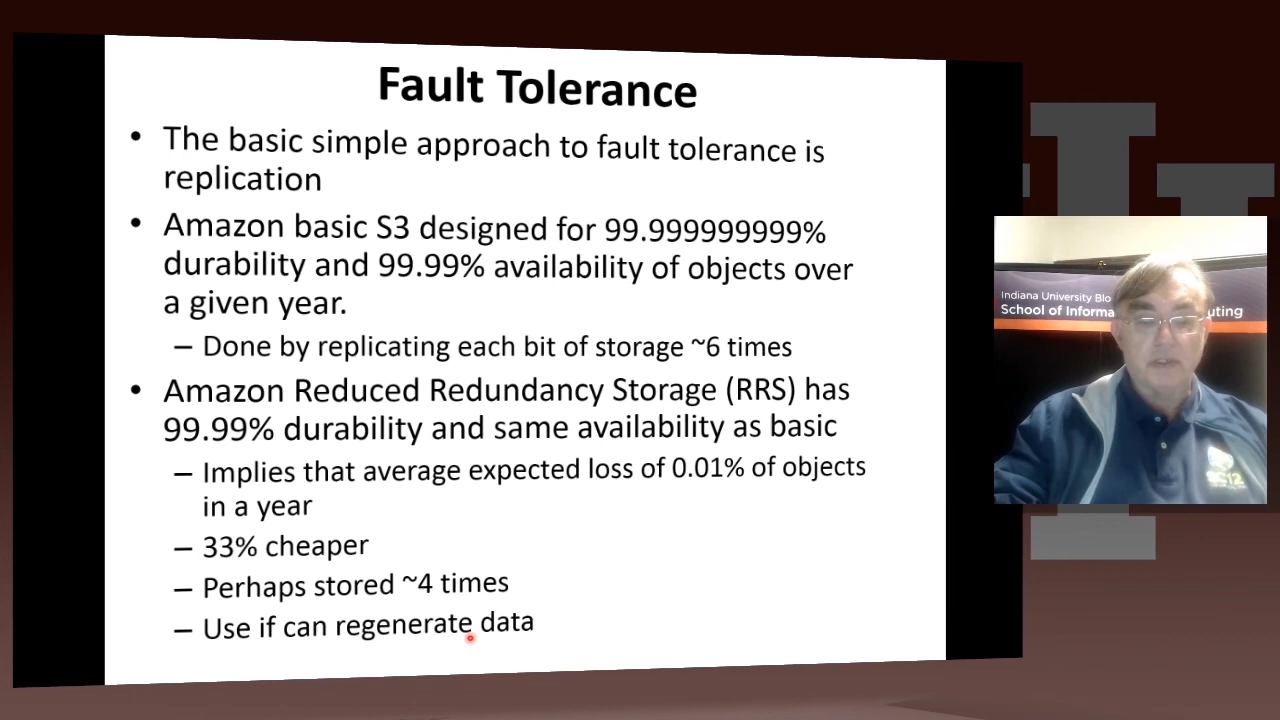 Fault Tolerance
• The basic simple approach to fault tolerance is
replication
• Amazon basic S3 designed for 99.999999999%
durability and 99.99% availability of objects over
a given year.
– Done by replicating each bit of storage ~6 times
• Amazon Reduced Redundancy Storage (RRS) has
99.99% durability and same availability as basic
– Implies that average expected loss of 0.01% of objects
in a year
– 33% cheaper
– Perhaps stored ~4 times
– Use if can regenerate data
Indiana University Blo
School of Informa uting
12